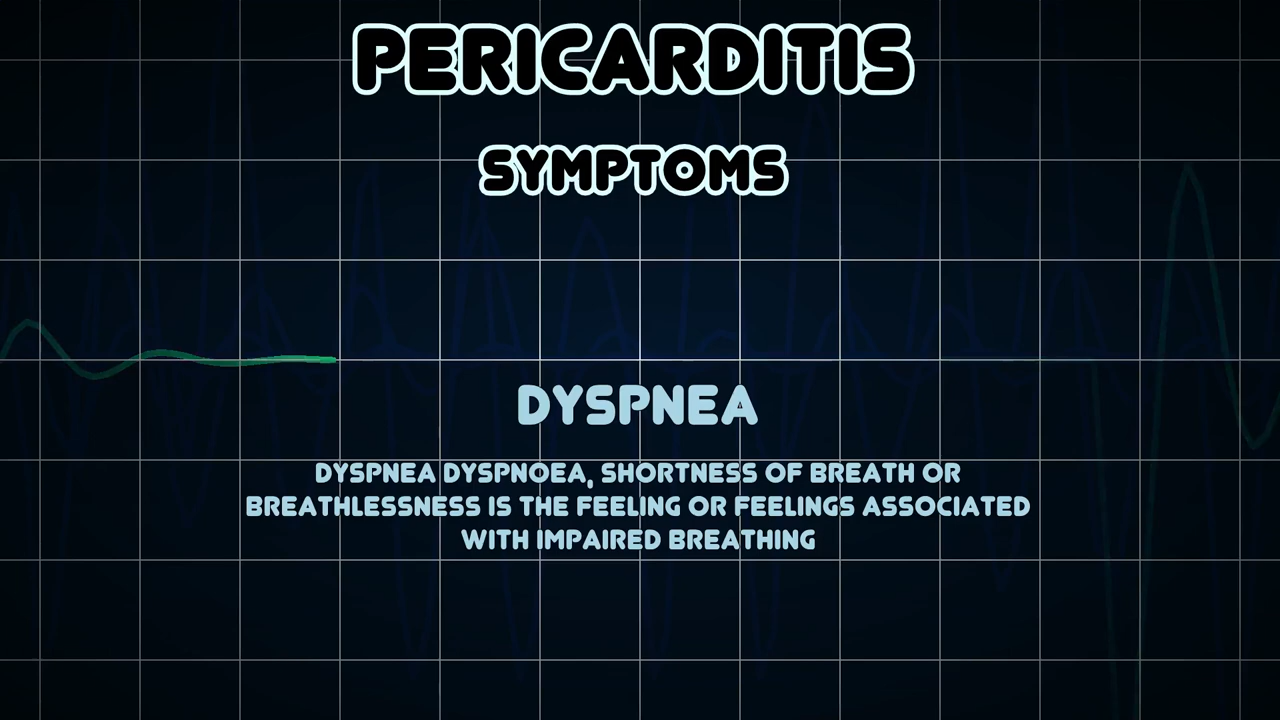 PERICARDITIS
SYMPTOMS
DYSPNEA
DYSPNEA DYSPNOEA, SHORTNESS OF BREATH OR
BREATHLESSNESS IS THE FEELING OR FEELINGS ASSOCIATED
WITH IMPAIRED BREATHING